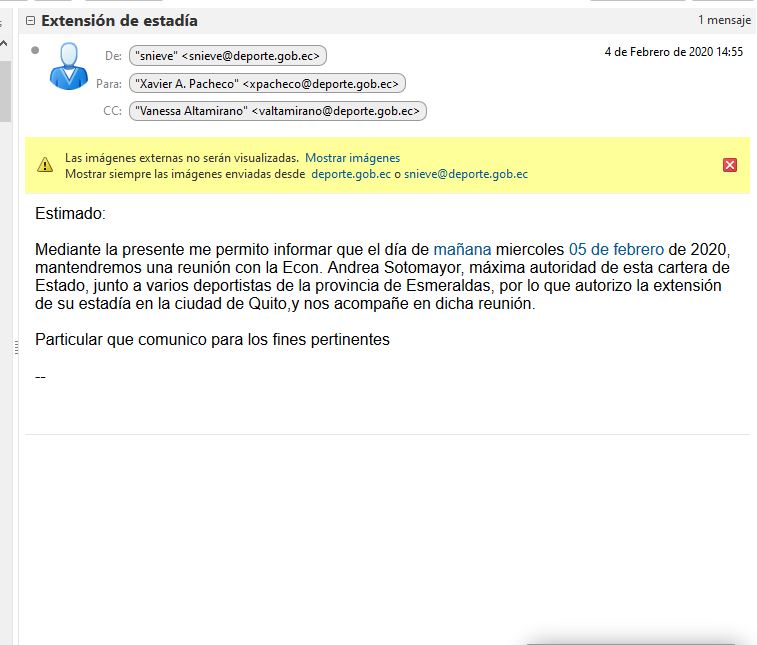 Extensión de estadía
1 mensaje
De: "snieve" <snieve@deporte.gob.ec>
4 de Febrero de 2020 14:55
Para: "Xavier A. Pacheco" <xpacheco@deporte.gob.ec>
CC: "Vanessa Altamirano" <valtamirano@deporte.gob.ec>
Las imágenes externas no serán visualizadas. Mostrar imágenes
Mostrar siempre las imágenes enviadas desde deporte.gob.ec o snieve@deporte.gob.ec
Estimado:
Mediante la presente me permito informar que el día de mañana miercoles 05 de febrero de 2020,
mantendremos una reunión con la Econ. Andrea Sotomayor, máxima autoridad de esta cartera de
Estado, junto a varios deportistas de la provincia de Esmeraldas, por lo que autorizo la extensión
de su estadía en la ciudad de Quito,y nos acompañe en dicha reunión.
Particular que comunico para los fines pertinentes
--